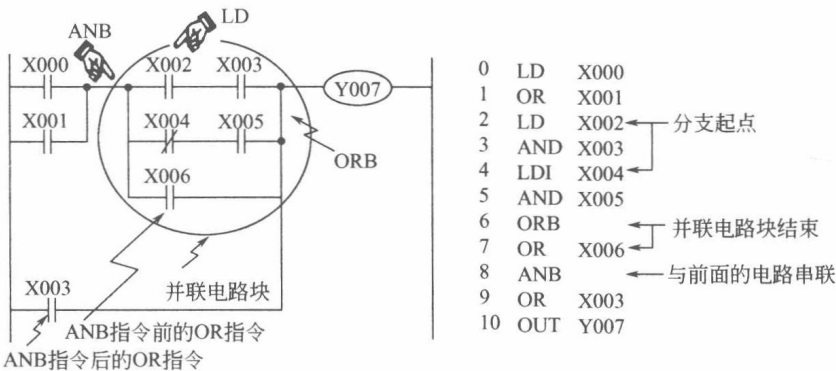 ANB
LD
X000
X002
X003
Y007
X001
X004
X005
ORB
X006
并联电路块
X003
ANB指令前的OR指令
ANB指令后的OR指令
0 LD X000
1 OR X001
2 LD X002 分支起点
3 AND X003
4 LDI X004
5 AND X005
6 ORB 并联电路块结束
7 OR X006
8 ANB 与前面的电路串联
9 OR X003
10 OUT Y007